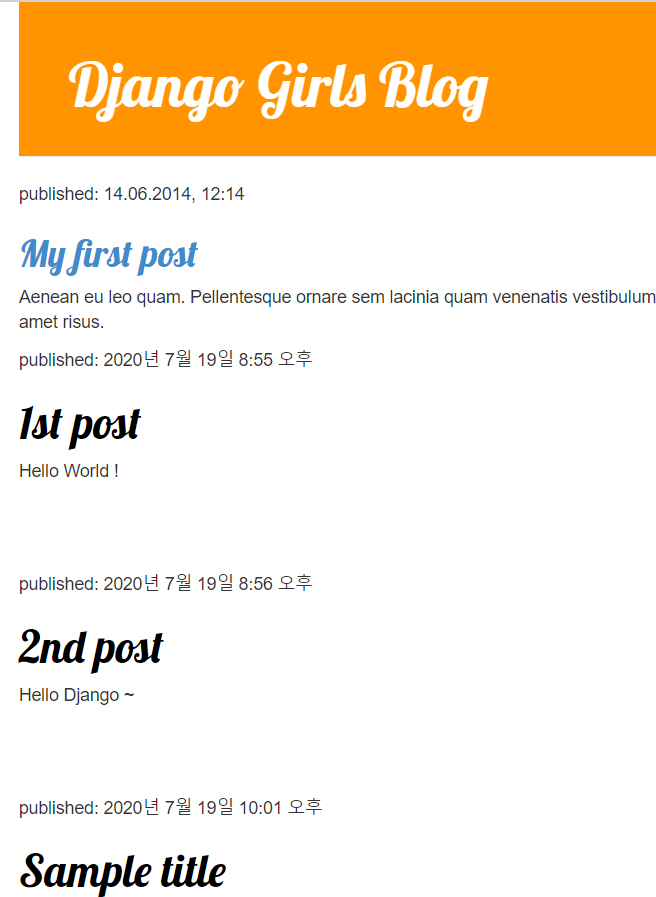 Django Girls Blog
published: 14.06.2014, 12:14
My first post
Aenean eu leo quam. Pellentesque ornare sem lacinia quam venenatis vestibulum
amet risus.
published: 2020년 7월 19일 8:55 오후
1st post
Hello World !
published: 2020년 7월 19일 8:56 오후
2nd post
Hello Django ~
published: 2020년 7월 19일 10:01 오후
Sample title